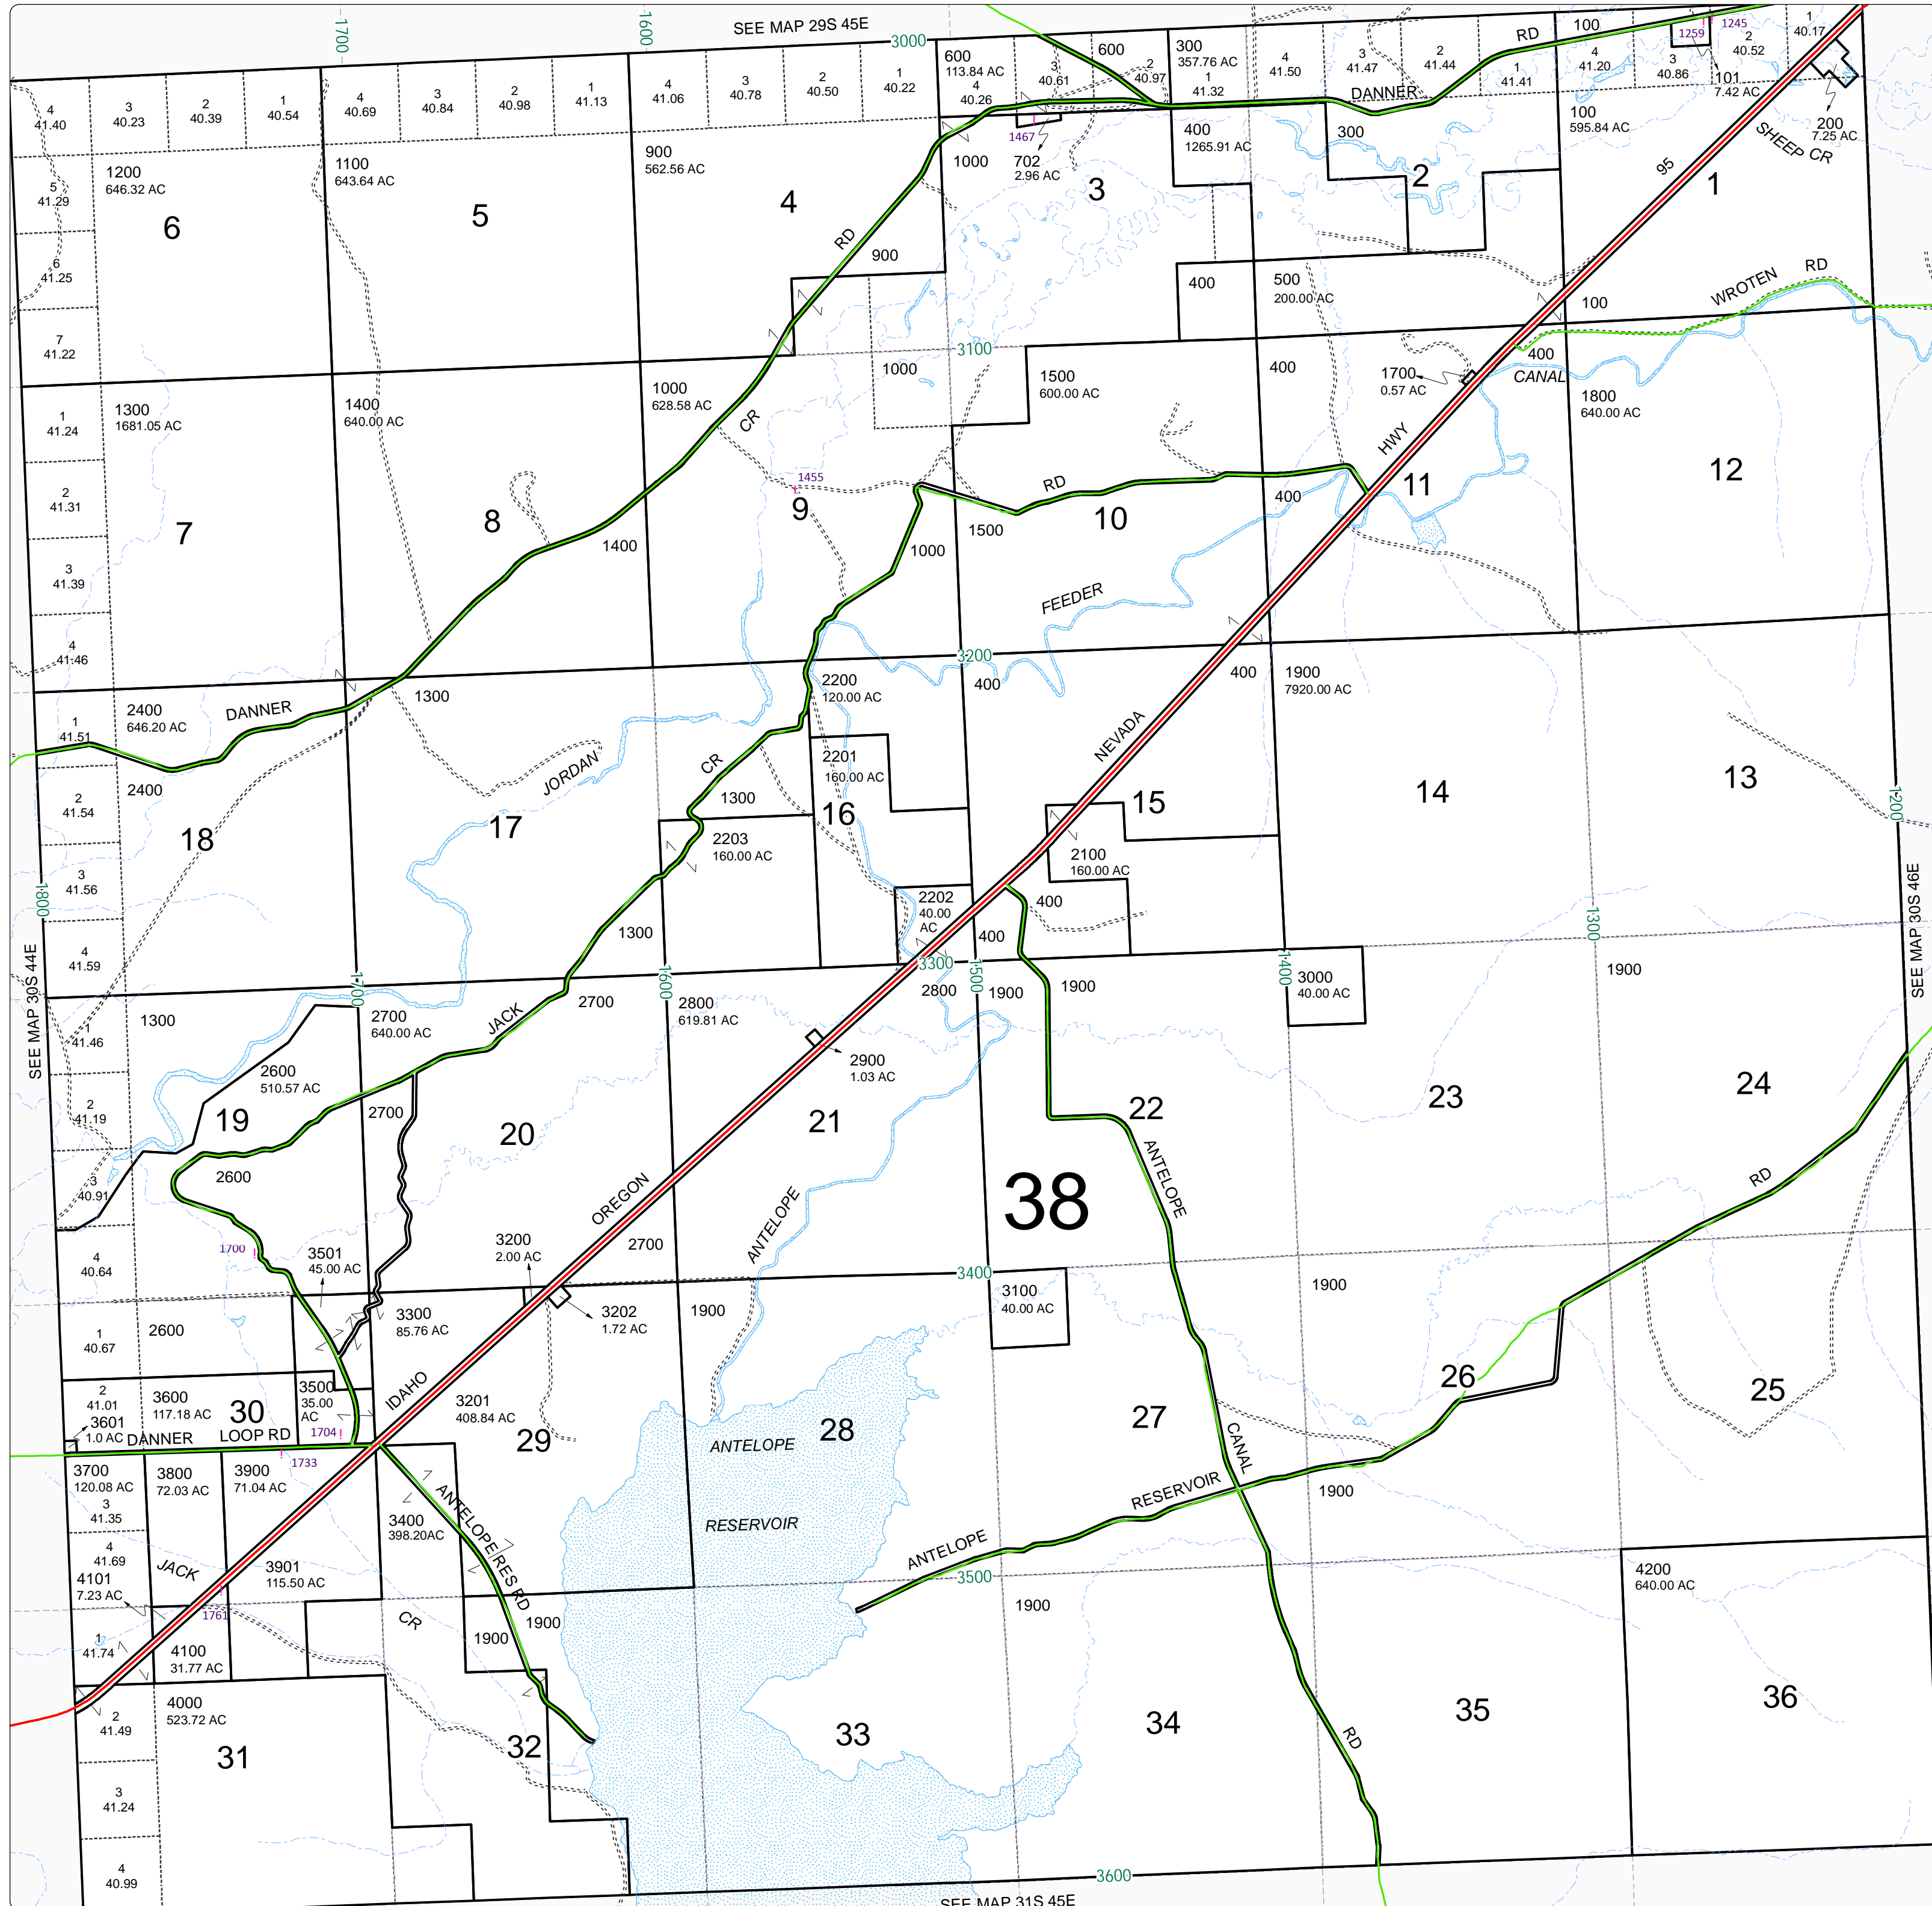 SEE MAP 29S 45E
1700
1600
3000
RD
100
1259
1245
1
40.17
2
40.52
101
7.42 AC
200
7.25 AC
SHEEP CR
4
41.40
3
40.23
2
40.39
1
40.54
4
40.69
3
40.84
2
40.98
1
41.13
4
41.06
3
40.78
2
40.50
1
40.22
600
113.84 AC
4
40.26
3
40.61
600
2
40.97
300
357.76 AC
1
41.32
4
41.50
3
41.47
2
41.44
1
41.41
4
41.20
3
40.86
DANNER
5
41.29
6
41.25
7
41.22
1200
646.32 AC
6
1100
643.64 AC
5
900
562.56 AC
4
RD
900
1000
1467
702
2.96 AC
3
400
1265.91 AC
300
2
100
595.84 AC
95
1
400
500
200.00 AC
100
WROTEN
RD
3100
1
41.24
2
41.31
3
41.39
4
41.46
1300
1681.05 AC
7
1400
640.00 AC
8
1400
1000
628.58 AC
CR
1455
9
1000
1000
1500
600.00 AC
1500
RD
10
FEEDER
400
400
HWY
1700
0.57 AC
11
400
CANAL
1800
640.00 AC
12
3200
1
41.51
2
41.54
3
41.56
4
41.59
2400
646.20 AC
DANNER
2400
18
1300
JORDAN
17
1300
CR
1300
2200
120.00 AC
2201
160.00 AC
16
2203
160.00 AC
2202
40.00
AC
400
NEVADA
15
2100
160.00 AC
400
400
400
1900
7920.00 AC
14
13
1200
1800
SEE MAP 30S 44E
SEE MAP 30S 46E
1700
1600
3300
1500
1400
1300
1
41.46
2
41.19
3
40.91
4
40.64
1300
2600
510.57 AC
19
2600
1700
2700
640.00 AC
2700
JACK
2700
20
OREGON
2700
2800
619.81 AC
2800
2900
1.03 AC
21
ANTELOPE
1900
1900
22
38
ANTELOPE
3000
40.00 AC
23
1900
24
RD
3400
3501
45.00 AC
3200
2.00 AC
3202
1.72 AC
3300
85.76 AC
1
40.67
2600
2
41.01
3600
117.18 AC
3601
1.0 AC
30
3500
35.00
AC
1704
DANNER
LOOP RD
1733
IDAHO
3201
408.84 AC
29
1900
28
ANTELOPE
RESERVOIR
3100
40.00 AC
27
CANAL
RESERVOIR
ANTELOPE
1900
26
1900
25
3500
3700
120.08 AC
3
41.35
4
41.69
4101
7.23 AC
3800
72.03 AC
3900
71.04 AC
JACK
3901
115.50 AC
1761
CR
3400
398.20AC
ANTELOPE RES RD
1900
1900
1
41.74
4100
31.77 AC
4000
523.72 AC
2
41.49
3
41.24
4
40.99
31
32
33
1900
34
RD
35
4200
640.00 AC
36
3600
SEE MAP 31S 45E